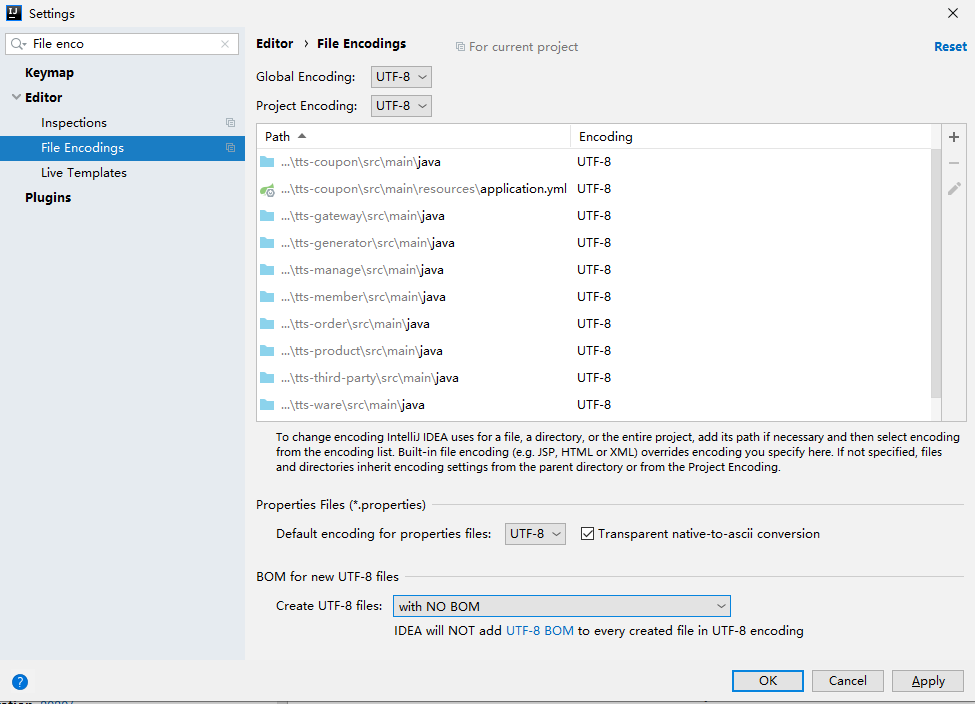 Settings
File enco
Keymap
Editor
Inspections
File Encodings
Live Templates
Plugins
Editor › File Encodings
For current project
Reset
Global Encoding: UTF-8
Project Encoding: UTF-8
Path Encoding
...\tts-coupon\src\main\java UTF-8
...\tts-coupon\src\main\resources\application.yml UTF-8
...\tts-gateway\src\main\java UTF-8
...\tts-generator\src\main\java UTF-8
...\tts-manage\src\main\java UTF-8
...\tts-member\src\main\java UTF-8
...\tts-order\src\main\java UTF-8
...\tts-product\src\main\java UTF-8
...\tts-third-party\src\main\java UTF-8
...\tts-ware\src\main\java UTF-8
To change encoding IntelliJ IDEA uses for a file, a directory, or the entire project, add its path if necessary and then select encoding
from the encoding list. Built-in file encoding (e.g. JSP, HTML or XML) overrides encoding you specify here. If not specified, files
and directories inherit encoding settings from the parent directory or from the Project Encoding.
Properties Files (*.properties)
Default encoding for properties files: UTF-8 Transparent native-to-ascii conversion
BOM for new UTF-8 files
Create UTF-8 files: with NO BOM
IDEA will NOT add UTF-8 BOM to every created file in UTF-8 encoding
? OK Cancel Apply